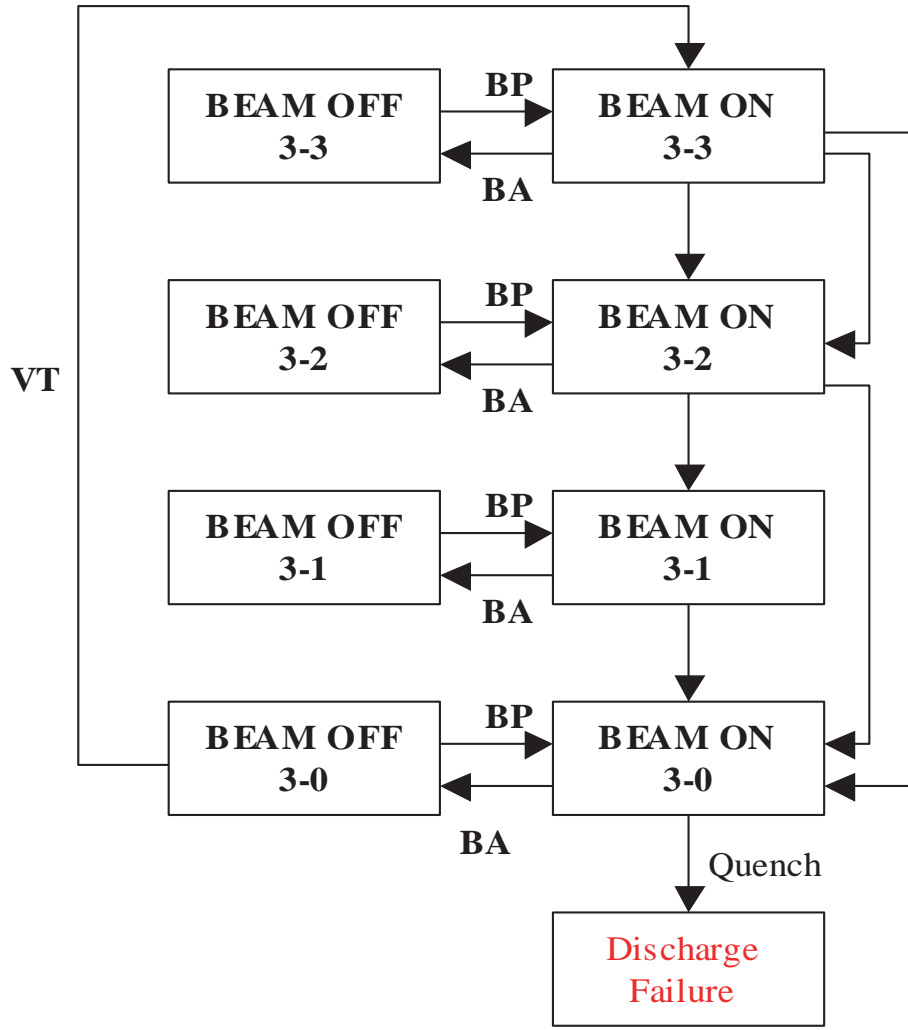 BP
BEAM OFF
3-3
BEAM ON
3-3
BA
BP
BEAM OFF
3-2
BEAM ON
3-2
BA
VT
BP
BEAM OFF
3-1
BEAM ON
3-1
BA
BP
BEAM OFF
3-0
BEAM ON
3-0
BA
Quench
Discharge
Failure